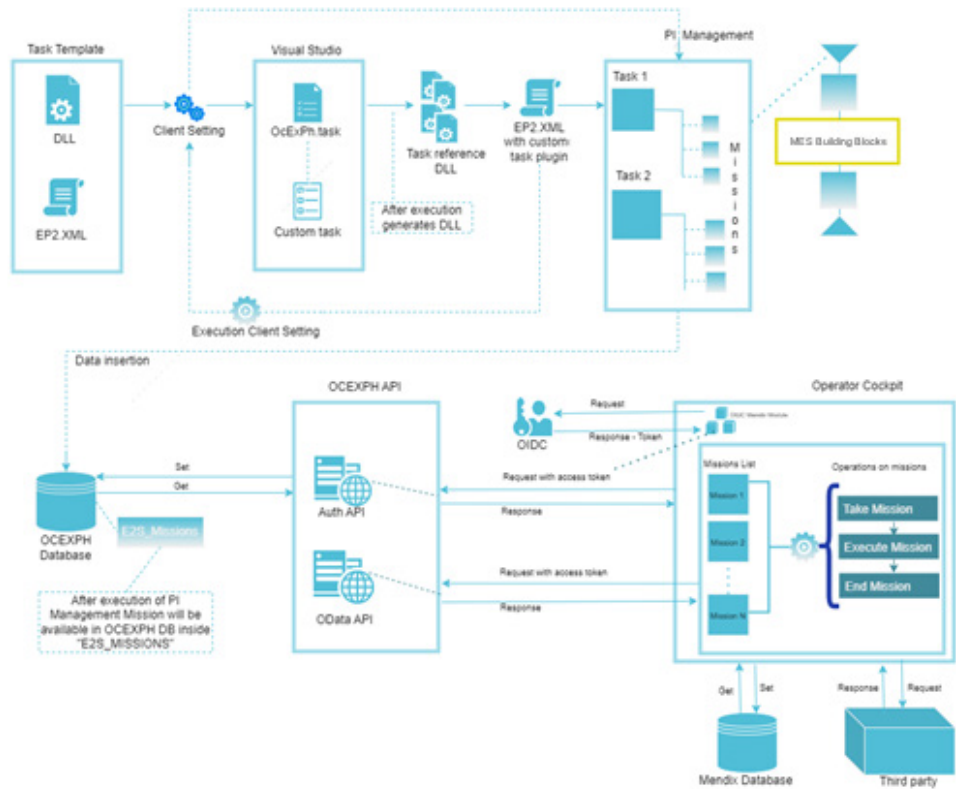 Task Template
DLL
EP2.XML
Client Setting
Visual Studio
OcExPh.task
Custom task
Task reference
DLL
After execution
generates DLL
EP2.XML
with custom
task plugin
PI Management
Task 1
Task 2
Missions
MES Building Blocks
Execution Client Setting
Data insertion
OCEXPH API
Auth API
OData API
Set
Get
OCEXPH
Database
E2S_Missions
After execution of PI
Management Mission will be
available in OCEXPH DB inside
"E2S_MISSIONS"
OIDC
Request
Response - Token
Request with access token
Response
Request with access token
Response
Operator Cockpit
OIDC Mendix Module
Missions List
Mission 1
Mission 2
Mission N
Operations on missions
Take Mission
Execute Mission
End Mission
Get
Set
Response
Request
Mendix Database
Third party